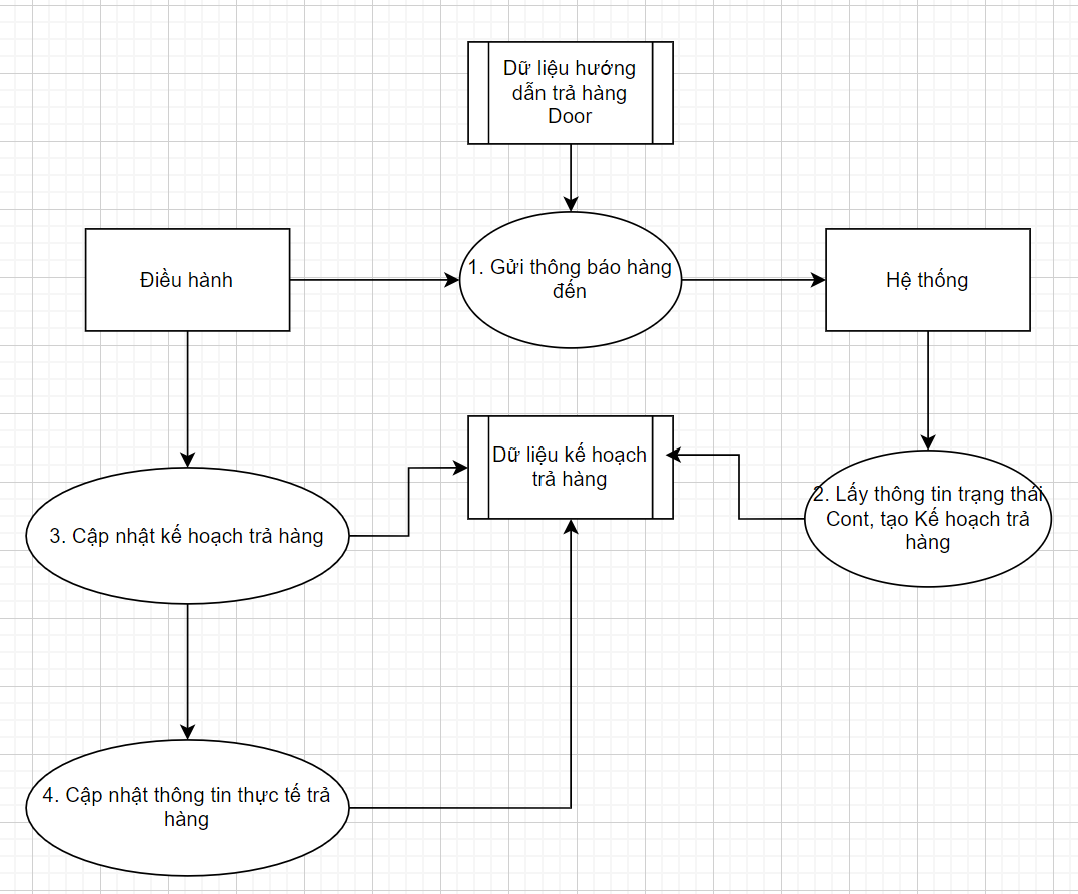 Dữ liệu hướng
dẫn trả hàng
Door
Điều hành
1. Gửi thông báo hàng
đến
Hệ thống
Dữ liệu kế hoạch
trả hàng
2. Lấy thông tin trạng thái
Cont, tạo Kế hoạch trả
hàng
3. Cập nhật kế hoạch trả hàng
4. Cập nhật thông tin thực tế trả
hàng